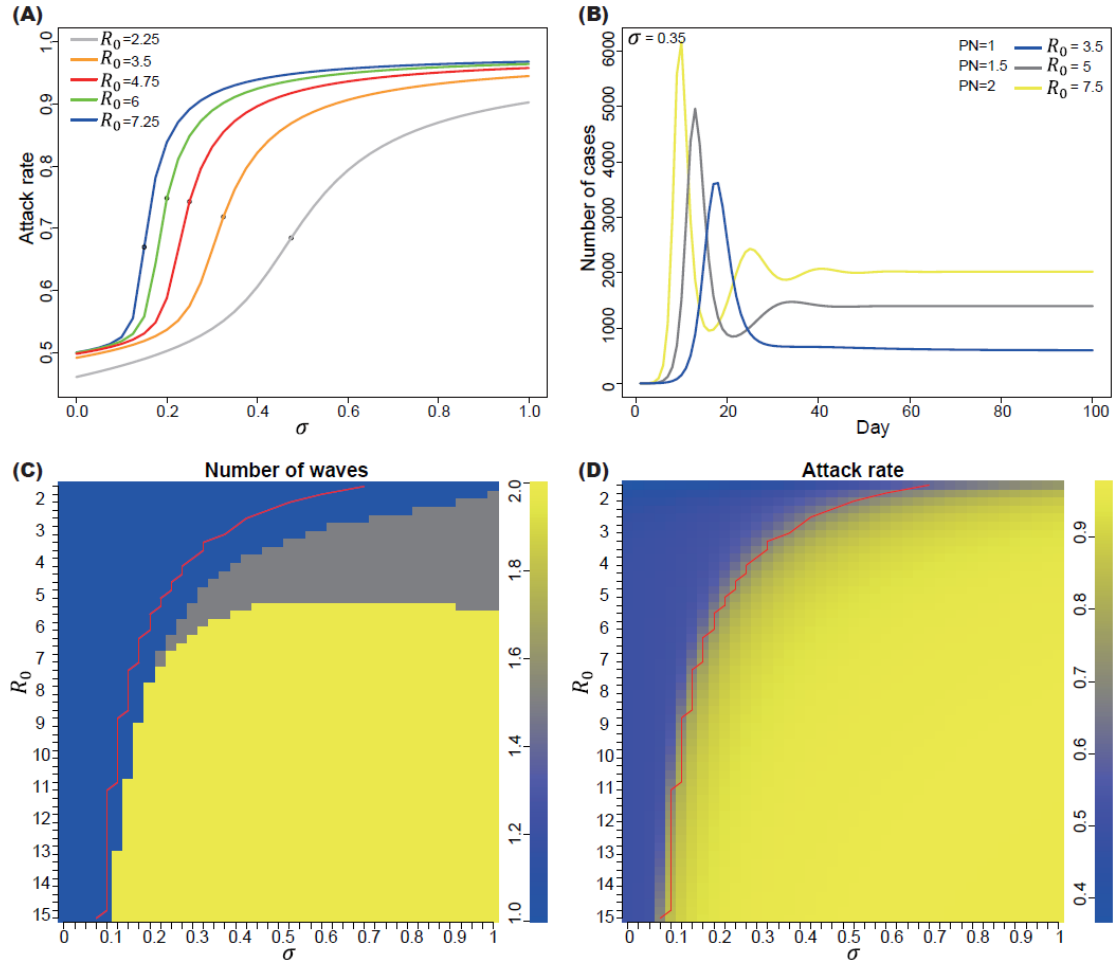 (A)
R0=2.25
R0=3.5
R0=4.75
R0=6
R0=7.25
Attack rate
1.0
0.9
0.8
0.7
0.6
0.5
0.0 0.2 0.4 0.6 0.8 1.0
σ
(B)
σ = 0.35
PN=1 R0 = 3.5
PN=1.5 R0 = 5
PN=2 R0 = 7.5
Number of cases
6000
5000
4000
3000
2000
1000
0
0 20 40 60 80 100
Day
(C)
Number of waves
R0
2
3
4
5
6
7
8
9
10
11
12
13
14
15
0 0.1 0.2 0.3 0.4 0.5 0.6 0.7 0.8 0.9 1
σ
2.0
1.8
1.6
1.4
1.2
1.0
(D)
Attack rate
R0
2
3
4
5
6
7
8
9
10
11
12
13
14
15
0 0.1 0.2 0.3 0.4 0.5 0.6 0.7 0.8 0.9 1
σ
0.9
0.8
0.7
0.6
0.5
0.4